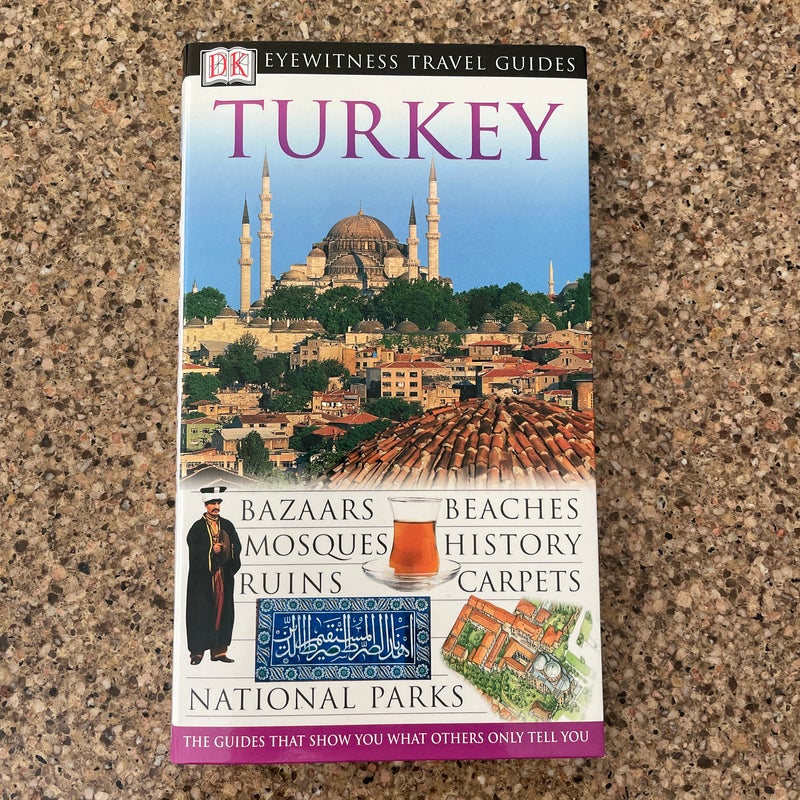 DK EYEWITNESS TRAVEL GUIDES
TURKEY
BAZAARS BEACHES
MOSQUES HISTORY
RUINS CARPETS
NATIONAL PARKS
THE GUIDES THAT SHOW YOU WHAT OTHERS ONLY TELL YOU